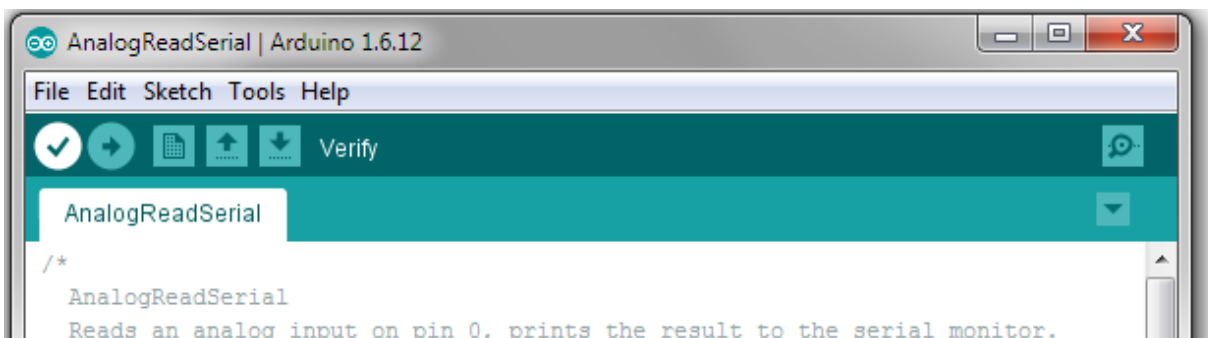 AnalogReadSerial | Arduino 1.6.12
File Edit Sketch Tools Help
Verify
AnalogReadSerial
/*
AnalogReadSerial
Reads an analog input on pin 0, prints the result to the serial monitor.